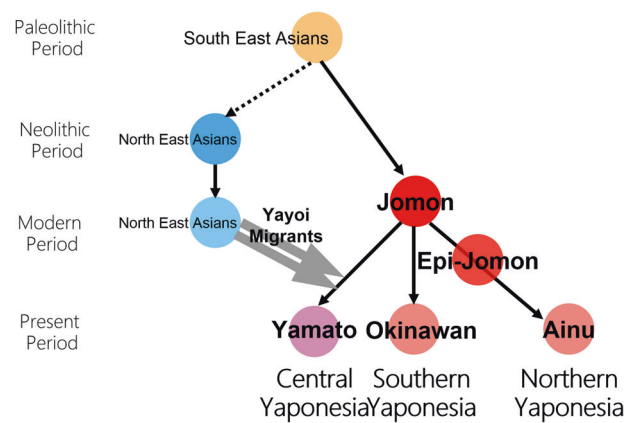 Paleolithic
Period
South East Asians
Neolithic
Period
North East Asians
Modern
Period
North East Asians
Yayoi
Migrants
Jomon
Epi-Jomon
Present
Period
Yamato
Okinawan
Ainu
Central
Yaponesia
Southern
Yaponesia
Northern
Yaponesia